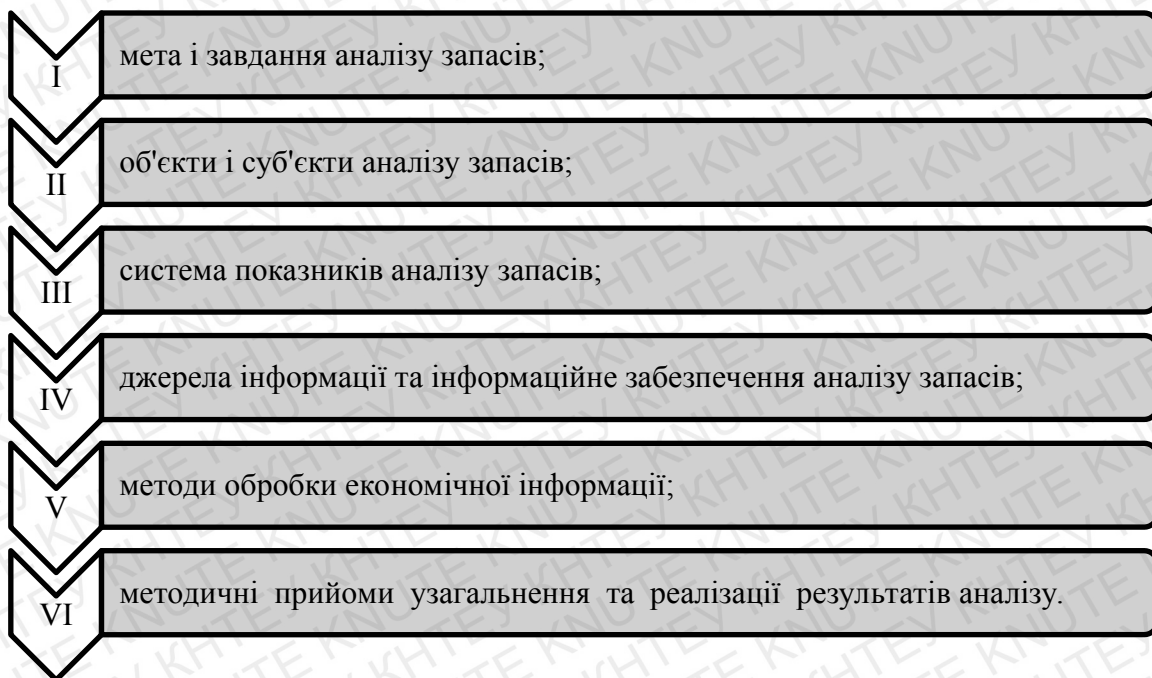 I
мета і завдання аналізу запасів;
II
об'єкти і суб'єкти аналізу запасів;
III
система показників аналізу запасів;
IV
джерела інформації та інформаційне забезпечення аналізу запасів;
V
методи обробки економічної інформації;
VI
методичні прийоми узагальнення та реалізації результатів аналізу.